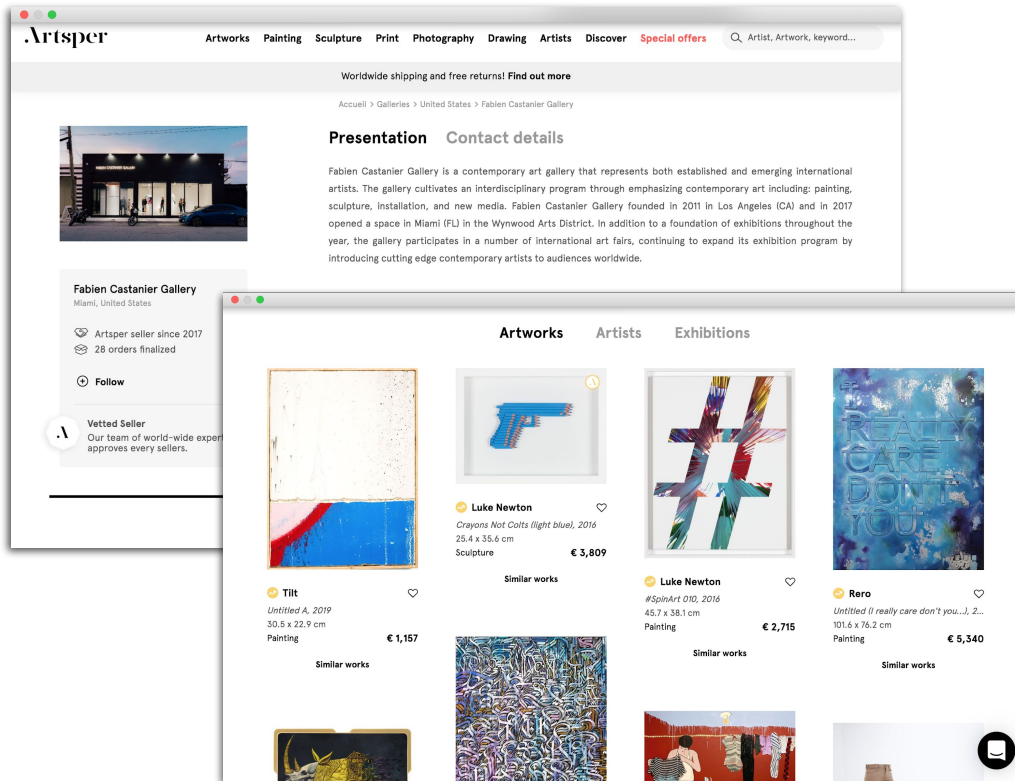 Artsper
Artworks Painting Sculpture Print Photography Drawing Artists Discover Special offers Artist, Artwork, keyword...
Worldwide shipping and free returns! Find out more
Accueil > Galleries > United States > Fabien Castanier Gallery
Presentation Contact details
Fabien Castanier Gallery is a contemporary art gallery that represents both established and emerging international
artists. The gallery cultivates an interdisciplinary program through emphasizing contemporary art including: painting,
sculpture, installation, and new media. Fabien Castanier Gallery founded in 2011 in Los Angeles (CA) and in 2017
opened a space in Miami (FL) in the Wynwood Arts District. In addition to a foundation of exhibitions throughout the
year, the gallery participates in a number of international art fairs, continuing to expand its exhibition program by
introducing cutting edge contemporary artists to audiences worldwide.
FABIEN CASTANIER GALLERY
Fabien Castanier Gallery
Miami, United States
Artsper seller since 2017
28 orders finalized
Follow
Vetted Seller
Our team of world-wide exper
approves every sellers.
Artworks Artists Exhibitions
Tilt
Untitled A, 2019
30.5 x 22.9 cm
Painting € 1,157
Similar works
Luke Newton
Crayons Not Colts (light blue), 2016
25.4 x 35.6 cm
Sculpture € 3,809
Similar works
#
Luke Newton
#SpinArt 010, 2016
45.7 x 38.1 cm
Painting € 2,715
Similar works
I
REALLY
CARE
DON'T
YOU
Rero
Untitled (I really care don't you...), 2...
101.6 x 76.2 cm
Painting € 5,340
Similar works